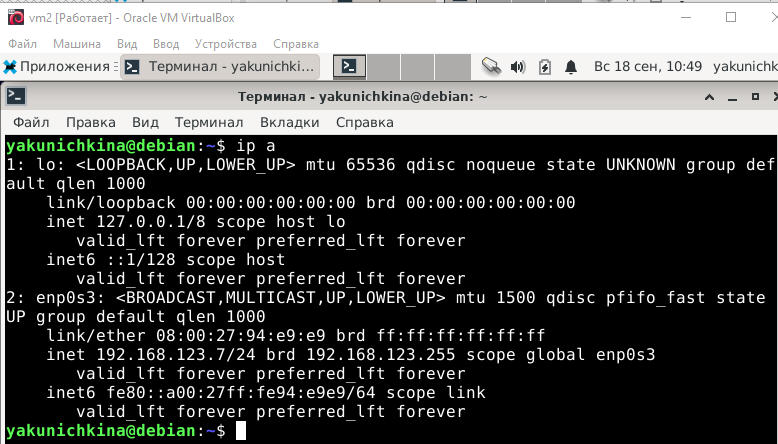 vm2 [Работает] - Oracle VM VirtualBox
Файл Машина Вид Ввод Устройства Справка
Приложения Терминал - yakunichki... Вс 18 сен, 10:49 yakunichk
Терминал - yakunichkina@debian: ~
Файл Правка Вид Терминал Вкладки Справка
yakunichkina@debian:~$ ip a
1: lo: <LOOPBACK,UP,LOWER_UP> mtu 65536 qdisc noqueue state UNKNOWN group def
ault qlen 1000
link/loopback 00:00:00:00:00:00 brd 00:00:00:00:00:00
inet 127.0.0.1/8 scope host lo
valid_lft forever preferred_lft forever
inet6 ::1/128 scope host
valid_lft forever preferred_lft forever
2: enp0s3: <BROADCAST,MULTICAST,UP,LOWER_UP> mtu 1500 qdisc pfifo_fast state
UP group default qlen 1000
link/ether 08:00:27:94:e9:e9 brd ff:ff:ff:ff:ff:ff
inet 192.168.123.7/24 brd 192.168.123.255 scope global enp0s3
valid_lft forever preferred_lft forever
inet6 fe80::a00:27ff:fe94:e9e9/64 scope link
valid_lft forever preferred_lft forever
yakunichkina@debian:~$